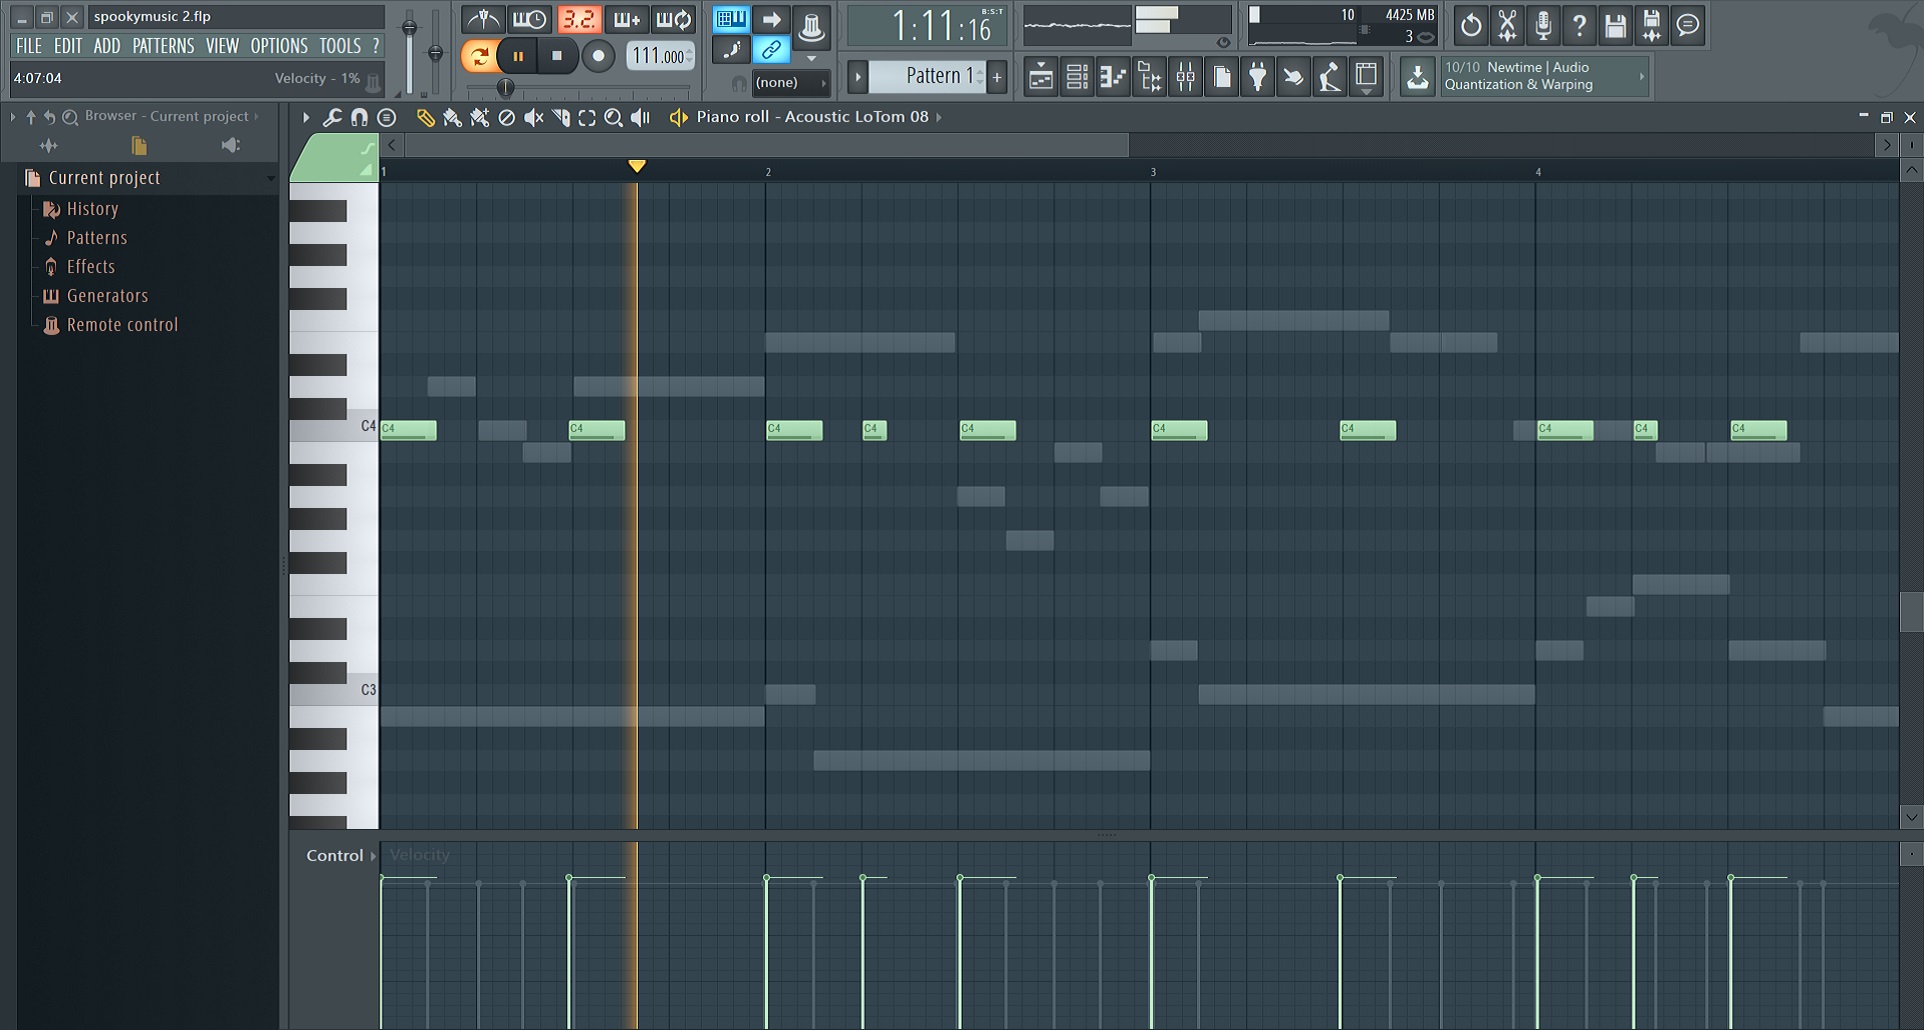 spookymusic 2.flp
FILE EDIT ADD PATTERNS VIEW OPTIONS TOOLS ?
4:07:04 Velocity - 1%
3.2.
111.000
(none)
1:11:16 B:S:T
Pattern 1 +
10 4425 MB
3
10/10 Newtime | Audio
Quantization & Warping
Browser - Current project
Current project
History
Patterns
Effects
Generators
Remote control
Piano roll - Acoustic LoTom 08
1 2 3 4
C4
C4 C4 C4 C4 C4 C4 C4 C4 C4 C4
C3
Control Velocity